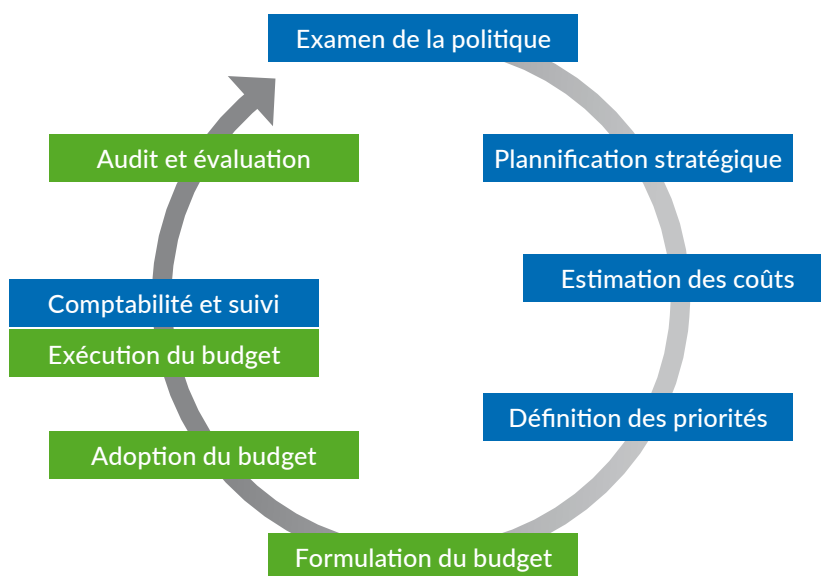 Examen de la politique
Audit et évaluation
Plannification stratégique
Estimation des coûts
Comptabilité et suivi
Exécution du budget
Définition des priorités
Adoption du budget
Formulation du budget